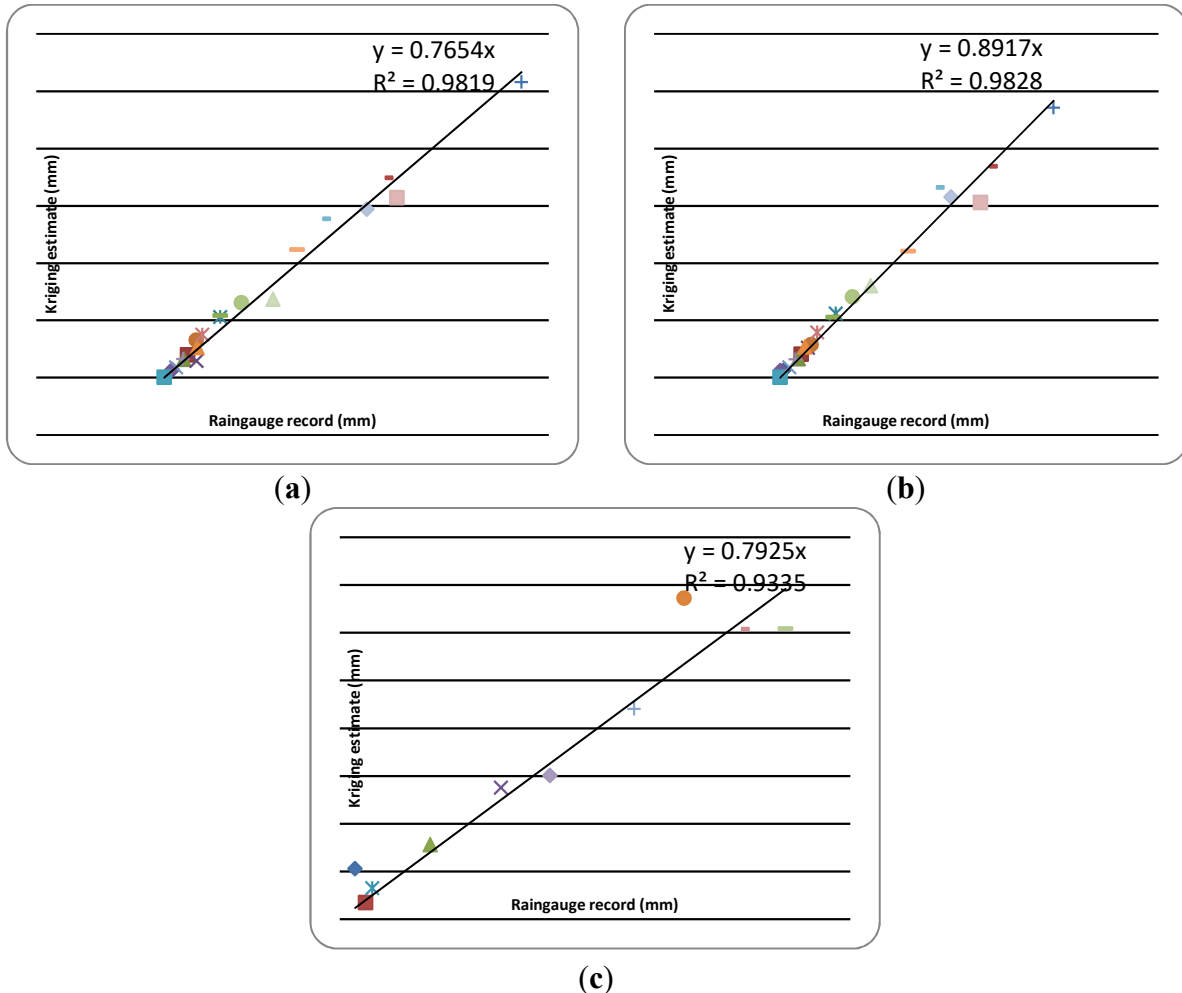 y = 0.7654x
R² = 0.9819
Kriging estimate (mm)
Raingauge record (mm)
(a)
y = 0.8917x
R² = 0.9828
Kriging estimate (mm)
Raingauge record (mm)
(b)
y = 0.7925x
R² = 0.9335
Kriging estimate (mm)
Raingauge record (mm)
(c)